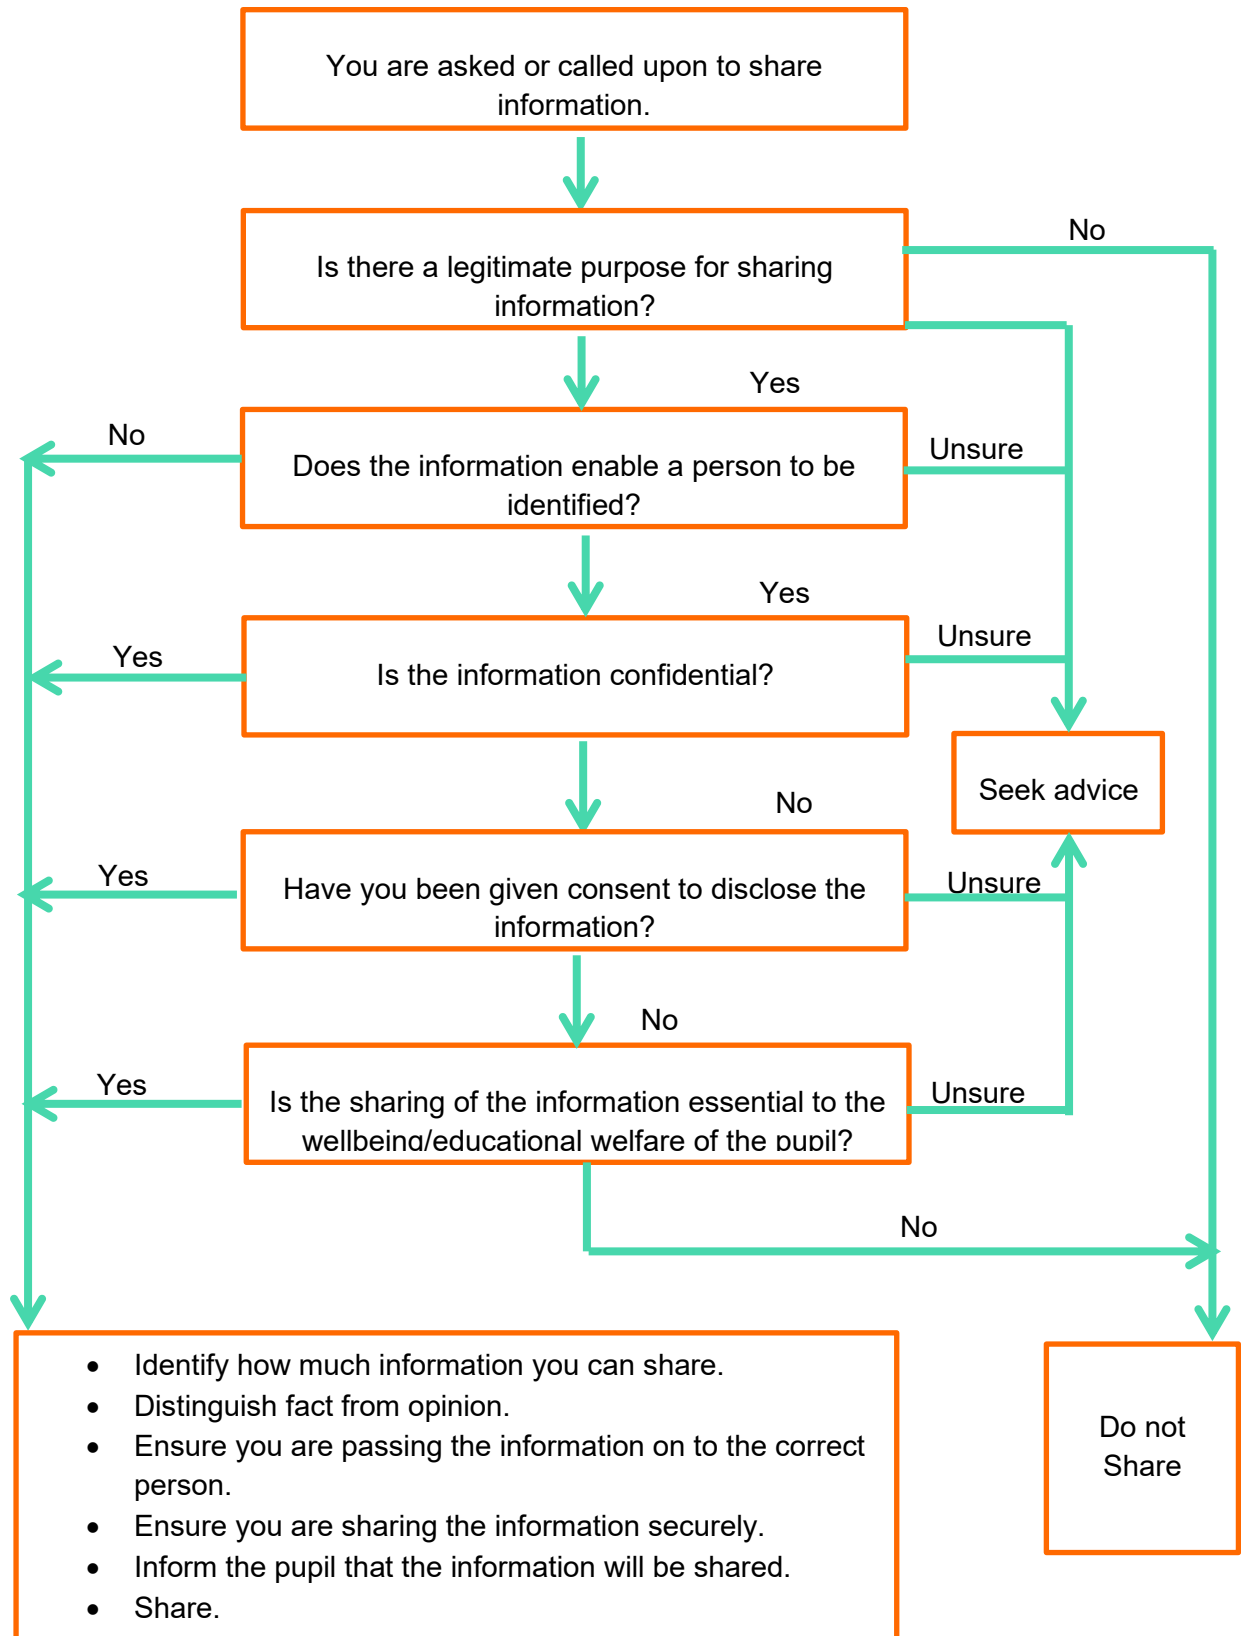 You are asked or called upon to share
information.
No
Is there a legitimate purpose for sharing
information?
Yes
No
Does the information enable a person to be
identified?
Unsure
Yes
Yes
Is the information confidential?
Unsure
No
Seek advice
Yes
Have you been given consent to disclose the
information?
Unsure
No
Yes
Is the sharing of the information essential to the
wellbeing/educational welfare of the pupil?
Unsure
No
• Identify how much information you can share.
• Distinguish fact from opinion.
• Ensure you are passing the information on to the correct
person.
• Ensure you are sharing the information securely.
• Inform the pupil that the information will be shared.
• Share.
Do not
Share